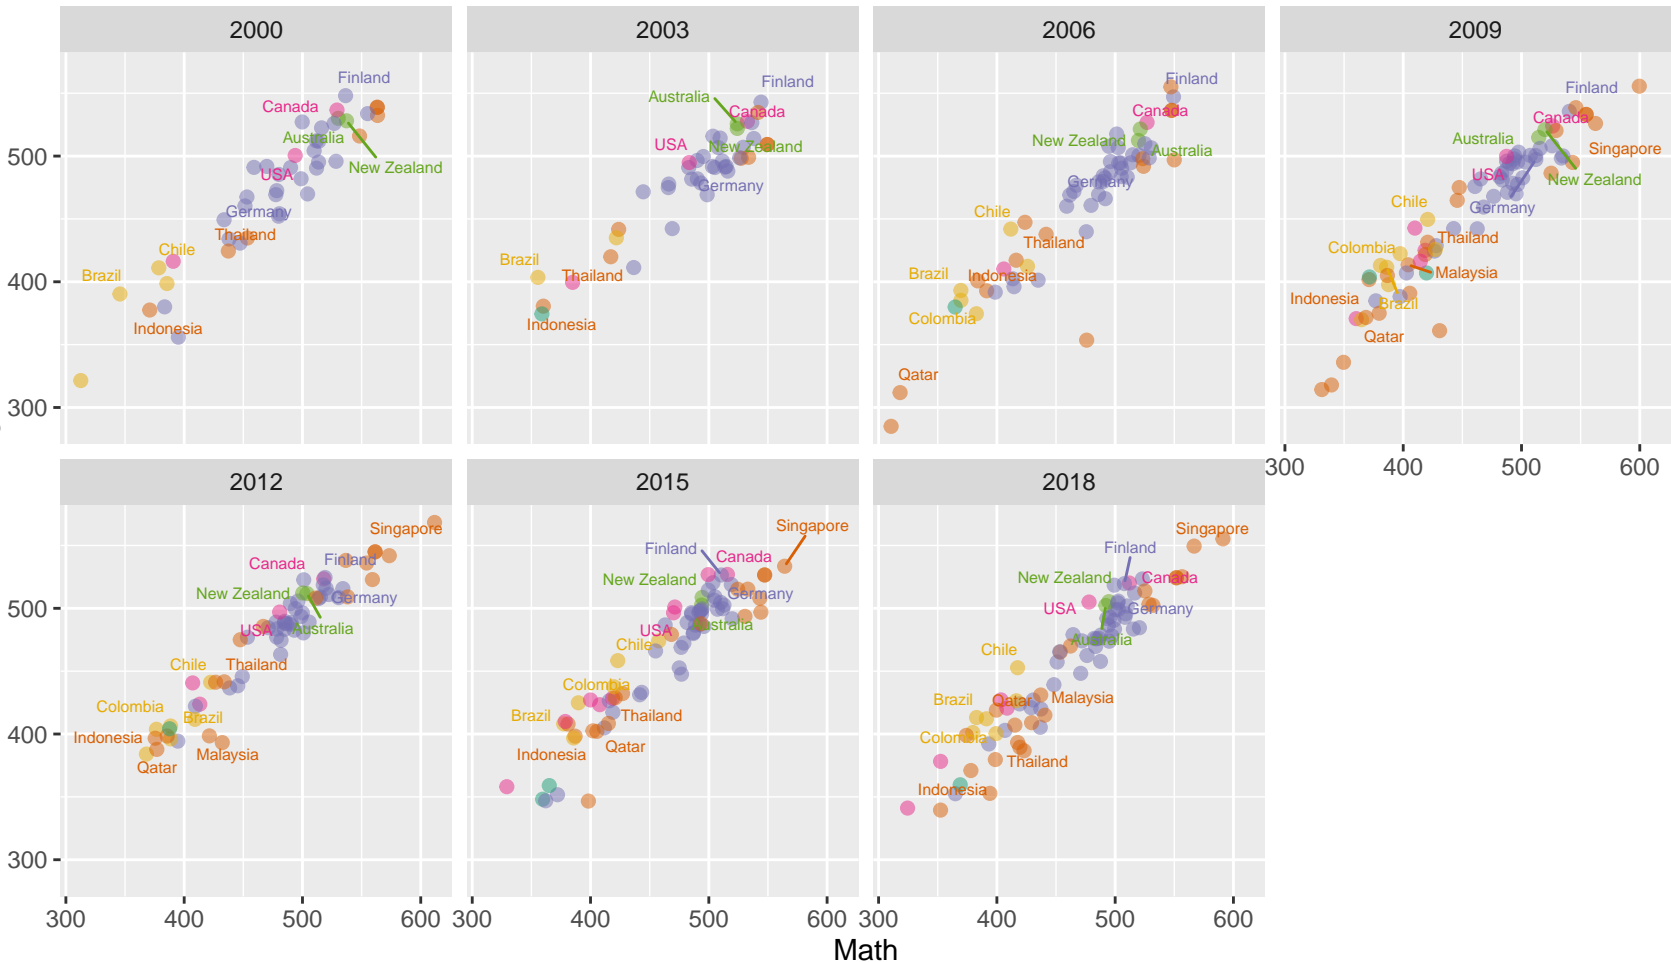 2000
2003
2006
2009
Finland
Canada
Australia
New Zealand
USA
Germany
Thailand
Chile
Brazil
Indonesia
Finland
Australia
Canada
USA
New Zealand
Germany
Brazil
Thailand
Indonesia
Finland
Canada
New Zealand
Australia
Germany
Chile
Thailand
Brazil
Indonesia
Colombia
Qatar
Finland
Canada
Australia
Singapore
USA
New Zealand
Chile
Germany
Thailand
Colombia
Malaysia
Indonesia
Brazil
Qatar
500
400
300
300 400 500 600
2012
2015
2018
Singapore
Finland
Canada
New Zealand
Germany
USA
Australia
Chile
Thailand
Colombia
Brazil
Indonesia
Malaysia
Qatar
Singapore
Finland
Canada
New Zealand
Germany
USA
Australia
Chile
Colombia
Brazil
Thailand
Indonesia
Qatar
Singapore
Finland
New Zealand
Canada
USA
Germany
Australia
Chile
Brazil
Qatar
Malaysia
Colombia
Thailand
Indonesia
500
400
300
300 400 500 600
300 400 500 600
300 400 500 600
Math